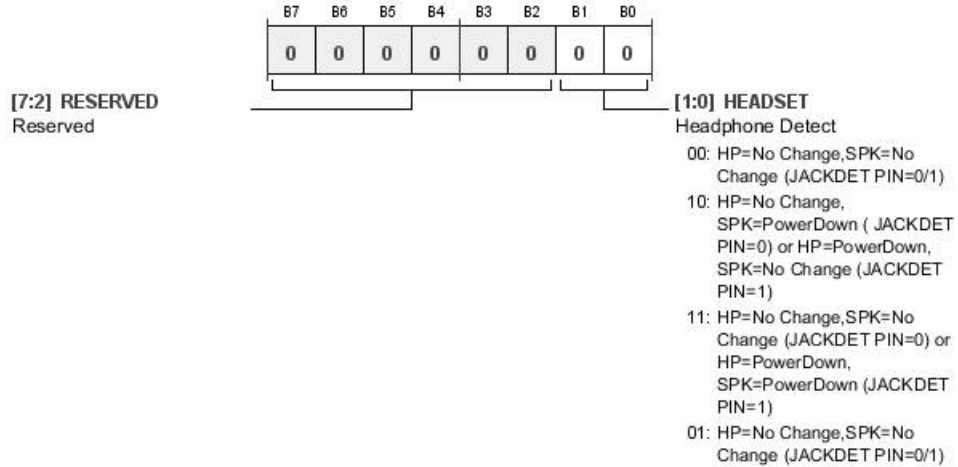 B7 B6 B5 B4 B3 B2 B1 B0
0 0 0 0 0 0 0 0
[7:2] RESERVED
Reserved
[1:0] HEADSET
Headphone Detect
00: HP=No Change,SPK=No
Change (JACKDET PIN=0/1)
10: HP=No Change,
SPK=PowerDown ( JACKDET
PIN=0) or HP=PowerDown,
SPK=No Change (JACKDET
PIN=1)
11: HP=No Change,SPK=No
Change (JACKDET PIN=0) or
HP=PowerDown,
SPK=PowerDown (JACKDET
PIN=1)
01: HP=No Change,SPK=No
Change (JACKDET PIN=0/1)